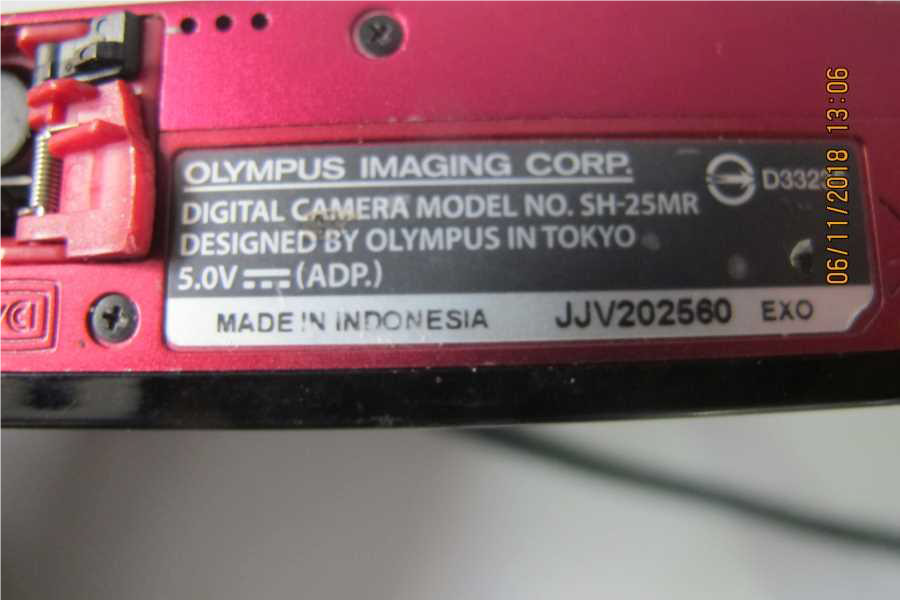 OLYMPUS IMAGING CORP.
DIGITAL CAMERA MODEL NO. SH-25MR
DESIGNED BY OLYMPUS IN TOKYO
5.0V (ADP.)
MADE IN INDONESIA JJV202560 EXO
06/11/2018 13:06